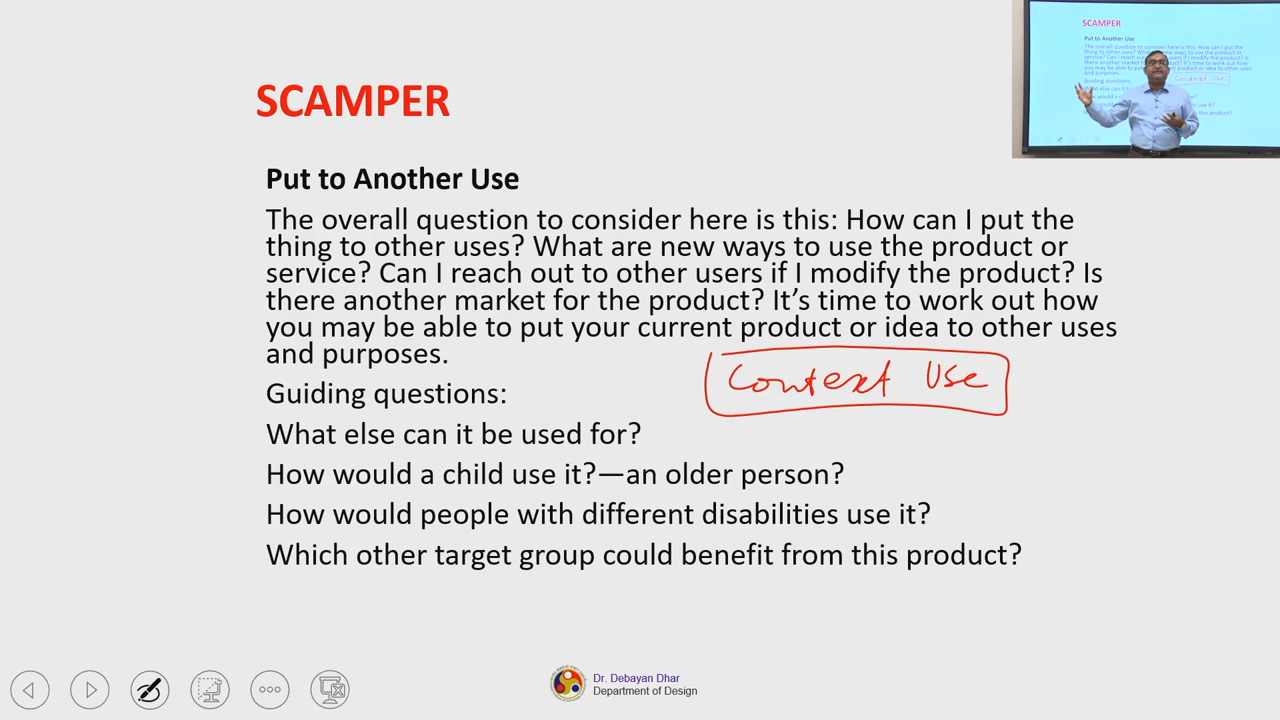 SCAMPER
Put to Another Use
The overall question to consider here is this: How can I put the
thing to other uses? What are new ways to use the product or
service? Can I reach out to other users if I modify the product? Is
there another market for the product? It’s time to work out how
you may be able to put your current product or idea to other uses
and purposes.
Context Use
Guiding questions:
What else can it be used for?
How would a child use it?—an older person?
How would people with different disabilities use it?
Which other target group could benefit from this product?
Dr. Debayan Dhar
Department of Design
SCAMPER
Put to Another Use